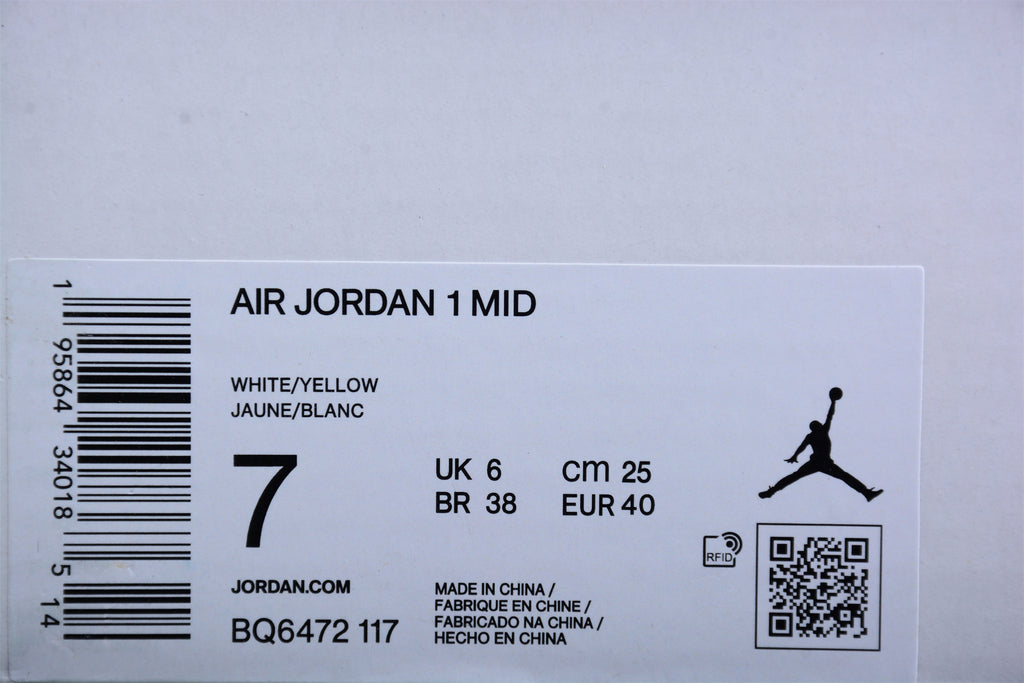 AIR JORDAN 1 MID
WHITE/YELLOW
JAUNE/BLANC
7
UK 6
BR 38
cm 25
EUR 40
RFID
JORDAN.COM
BQ6472 117
MADE IN CHINA /
FABRIQUE EN CHINE /
FABRICADO NA CHINA /
HECHO EN CHINA
1 95864 34018 5 14